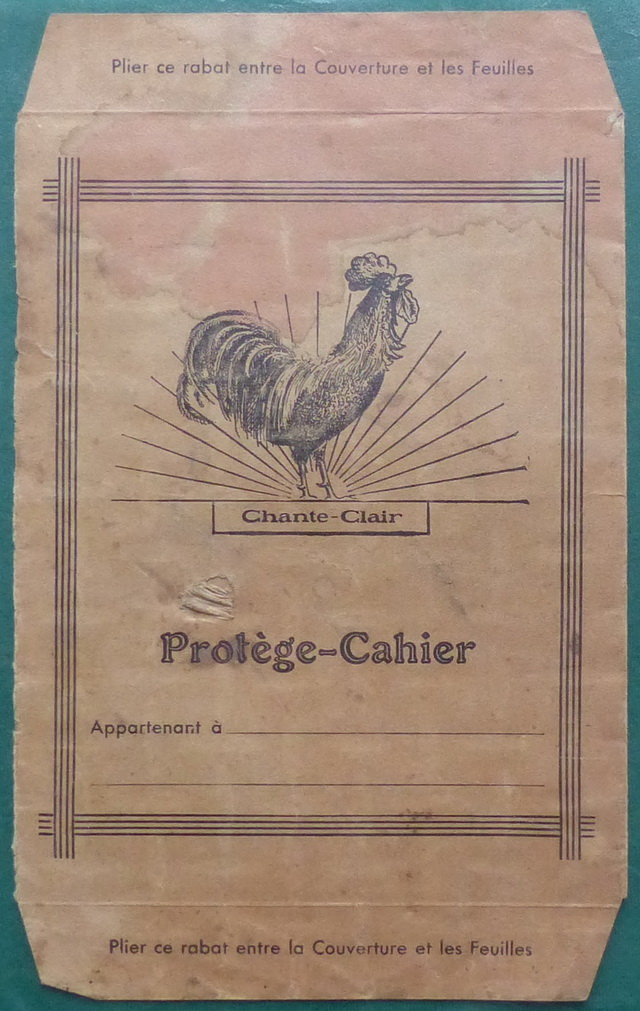 Plier ce rabat entre la Couverture et les Feuilles
Chante-Clair
Protège-Cahier
Appartenant à
Plier ce rabat entre la Couverture et les Feuilles